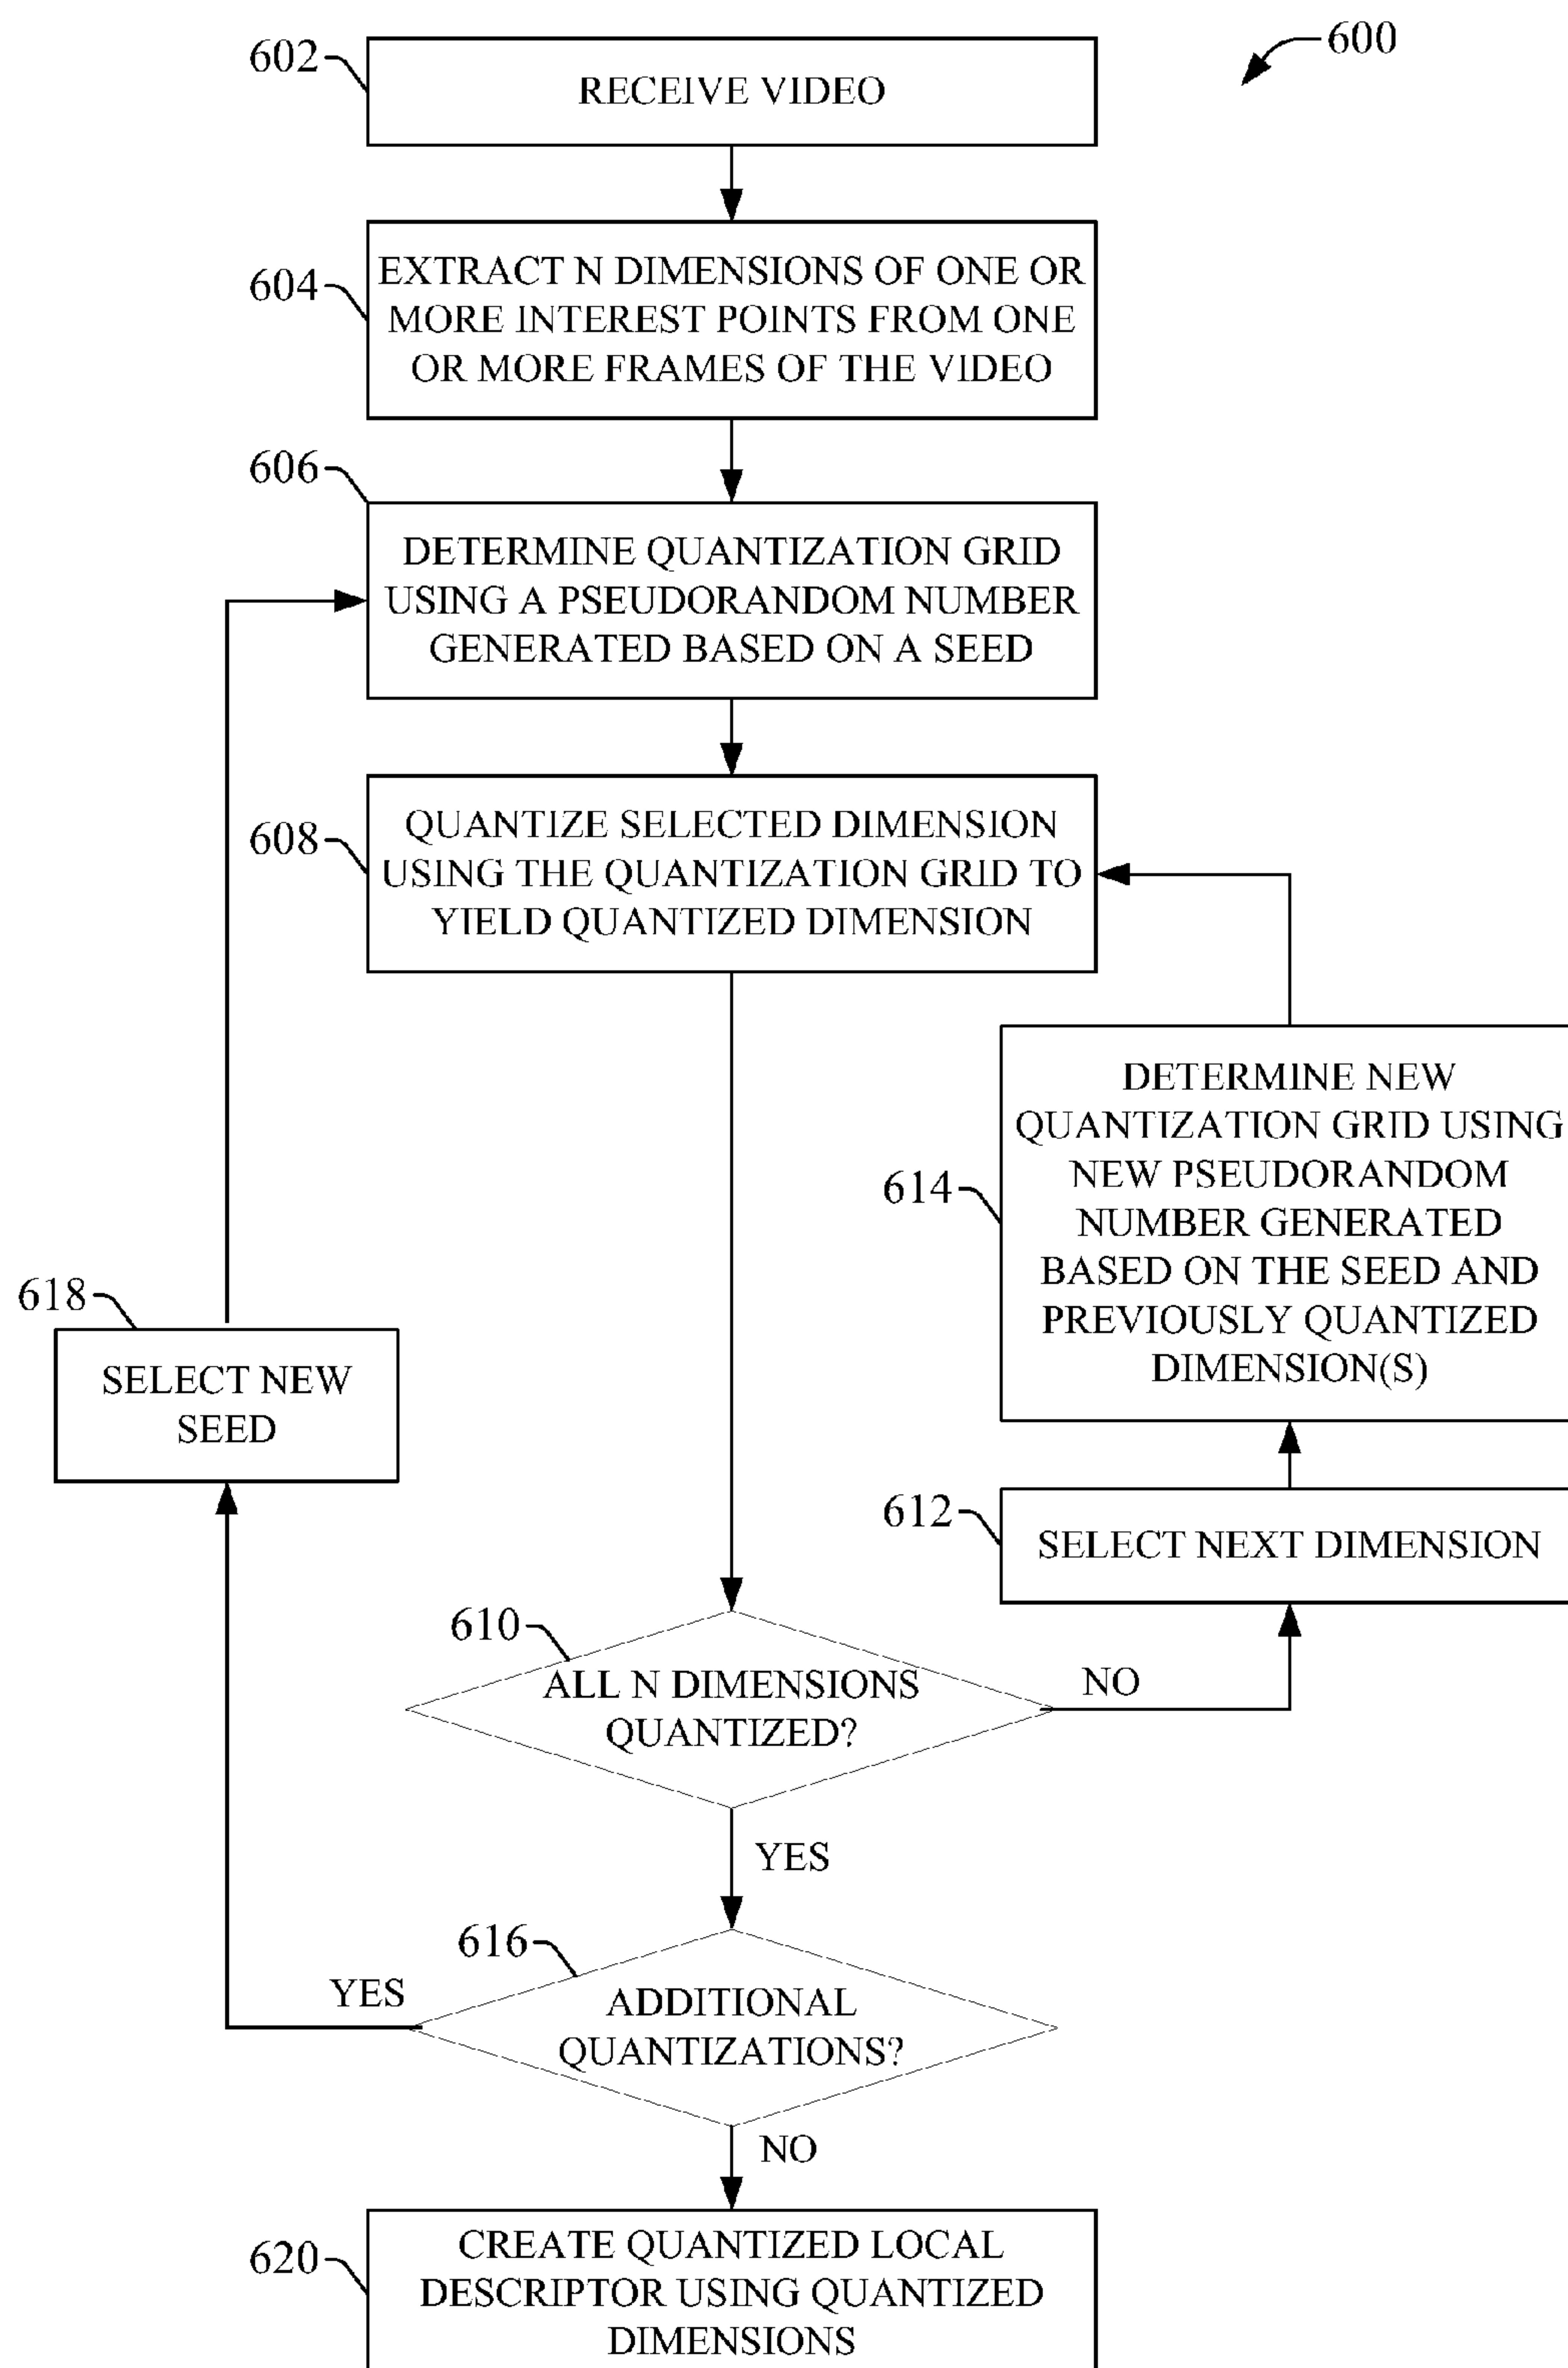 600
602
RECEIVE VIDEO
604
EXTRACT N DIMENSIONS OF ONE OR
MORE INTEREST POINTS FROM ONE
OR MORE FRAMES OF THE VIDEO
606
DETERMINE QUANTIZATION GRID
USING A PSEUDORANDOM NUMBER
GENERATED BASED ON A SEED
608
QUANTIZE SELECTED DIMENSION
USING THE QUANTIZATION GRID TO
YIELD QUANTIZED DIMENSION
614
DETERMINE NEW
QUANTIZATION GRID USING
NEW PSEUDORANDOM
NUMBER GENERATED
BASED ON THE SEED AND
PREVIOUSLY QUANTIZED
DIMENSION(S)
618
SELECT NEW
SEED
612
SELECT NEXT DIMENSION
610
ALL N DIMENSIONS
QUANTIZED?
NO
YES
616
ADDITIONAL
QUANTIZATIONS?
YES
NO
620
CREATE QUANTIZED LOCAL
DESCRIPTOR USING QUANTIZED
DIMENSIONS